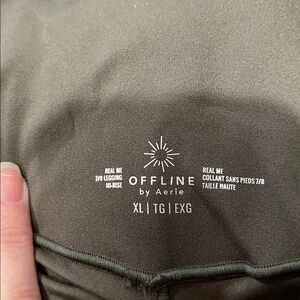 REAL ME
7/8 LEGGING
HI-RISE
OFFLINE
by Aerie
XL | TG | EXG
REAL ME
COLLANT SANS PIEDS 7/8
TAILLE HAUTE